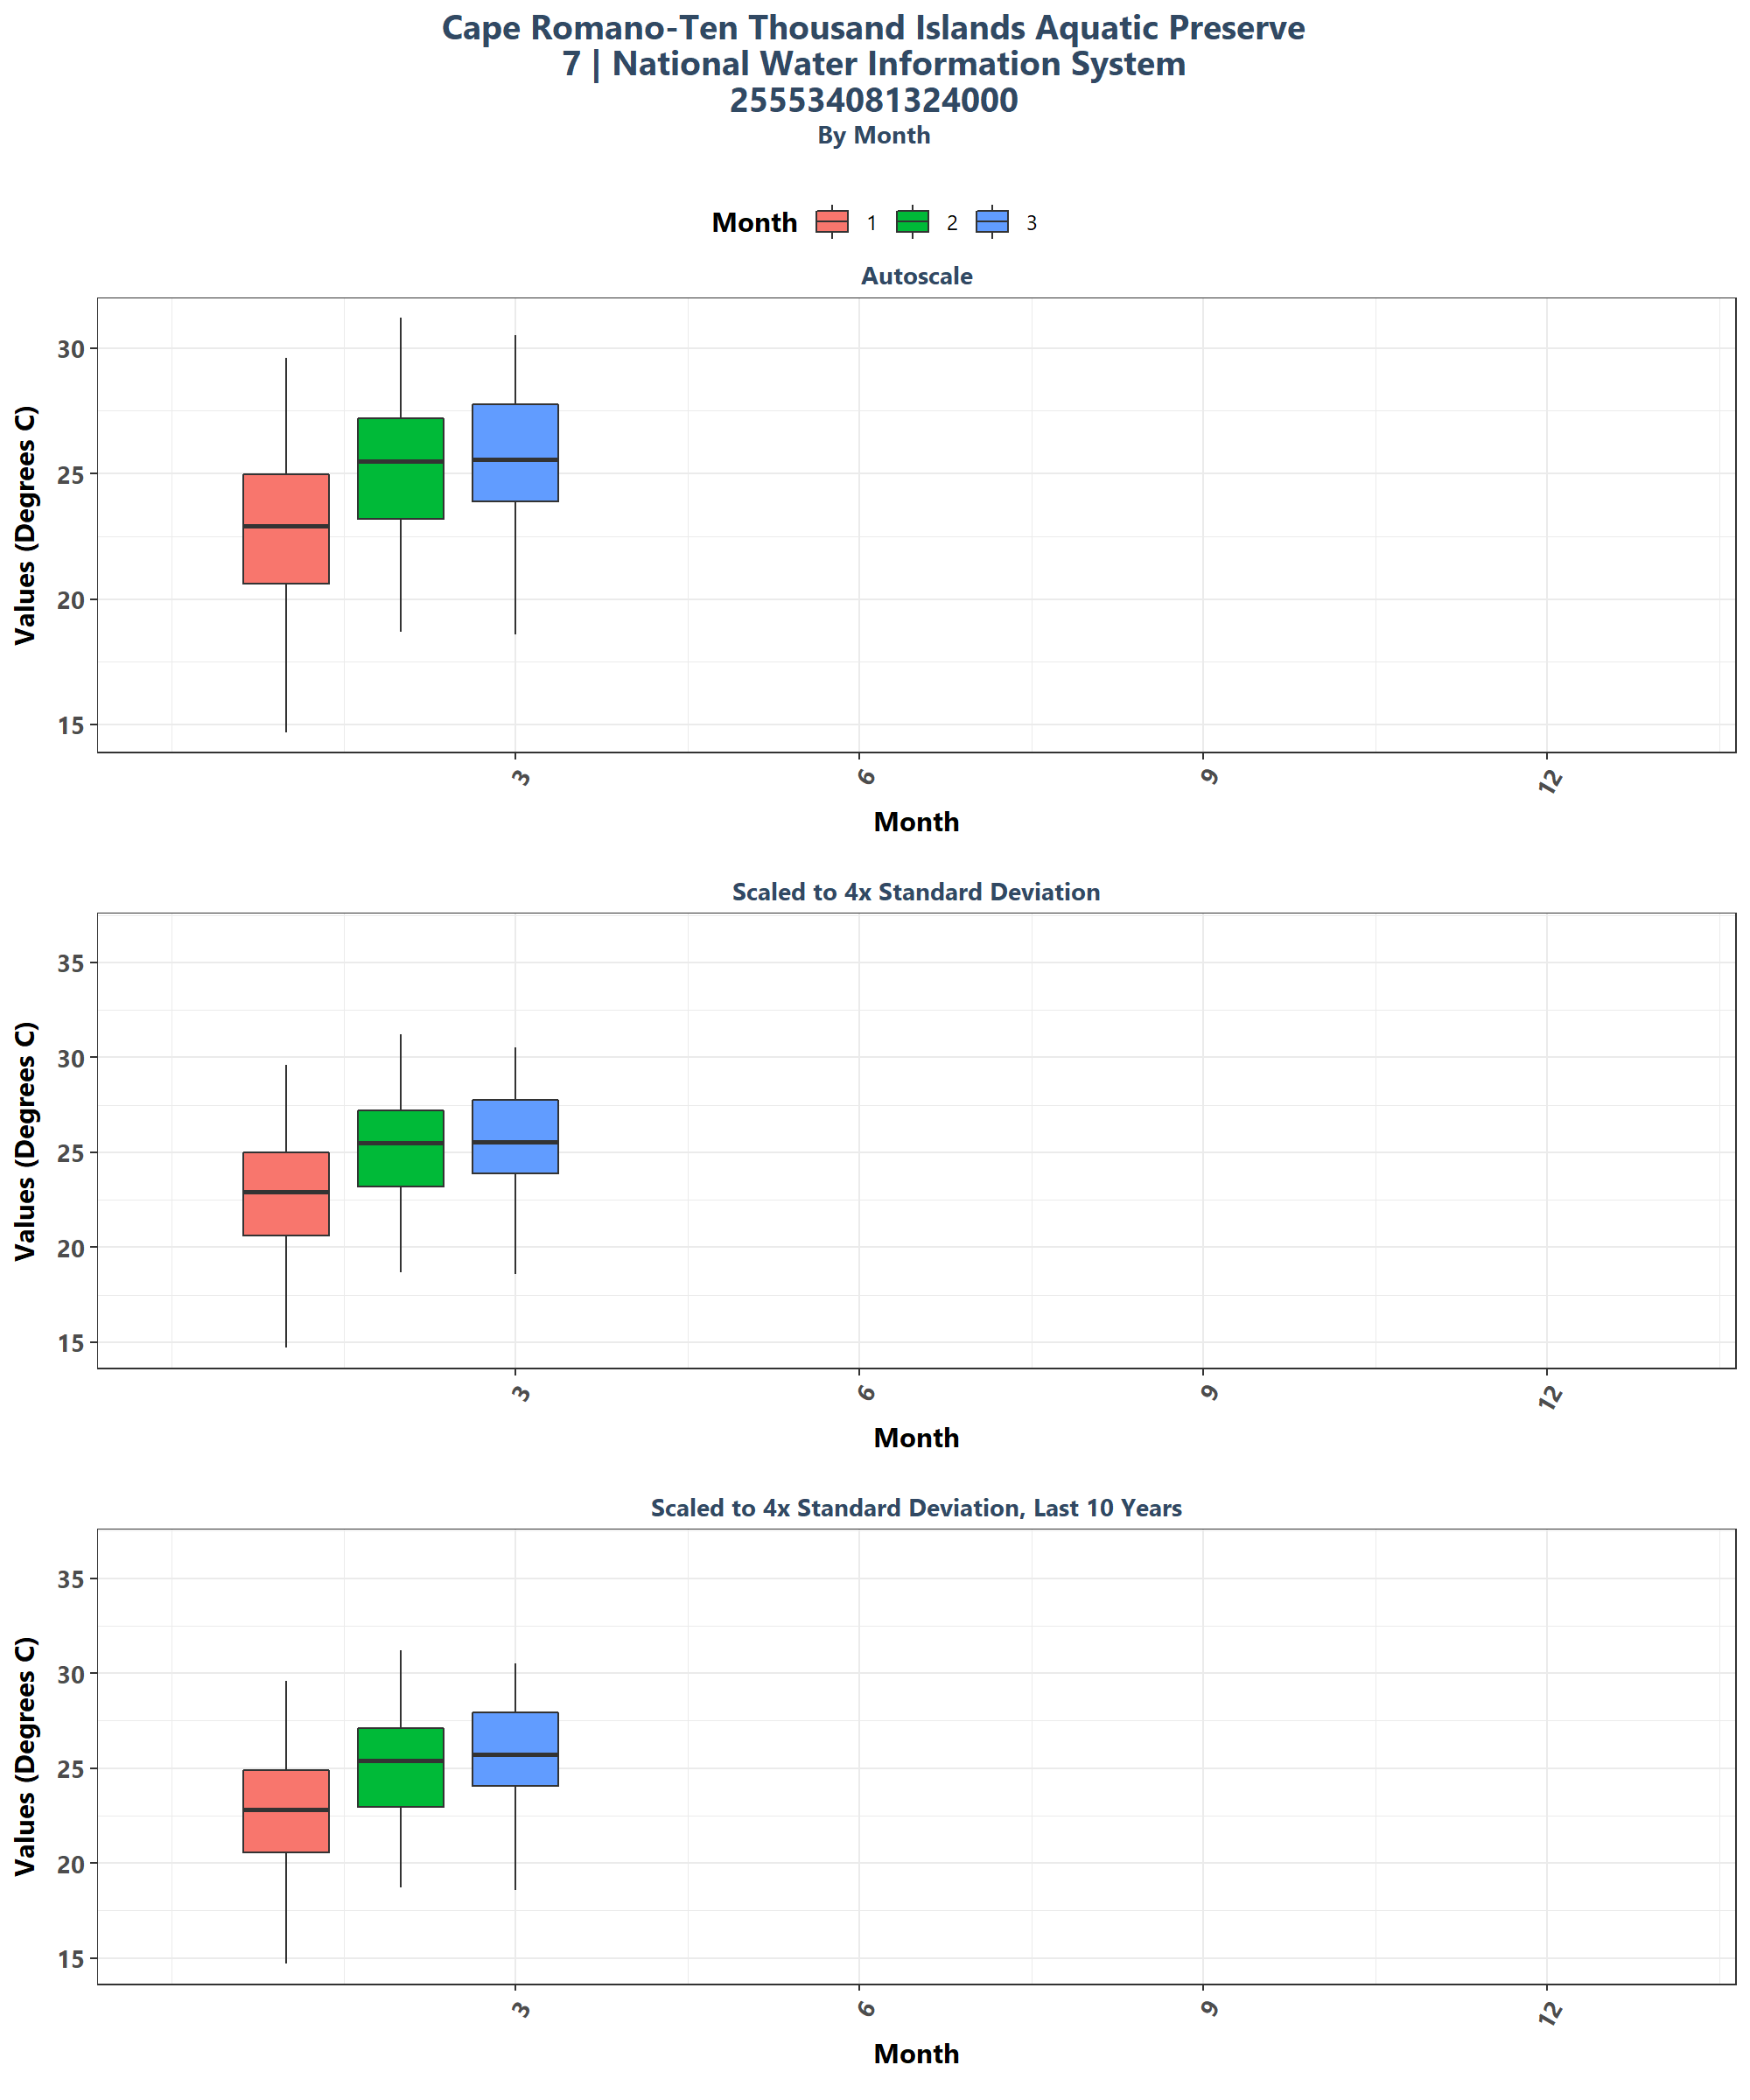 Cape Romano-Ten Thousand Islands Aquatic Preserve
7 | National Water Information System
255534081324000
By Month
Month 1 2 3
Autoscale
Values (Degrees C)
30
25
20
15
3 6 9 12
Month
Scaled to 4x Standard Deviation
Values (Degrees C)
35
30
25
20
15
3 6 9 12
Month
Scaled to 4x Standard Deviation, Last 10 Years
Values (Degrees C)
35
30
25
20
15
3 6 9 12
Month